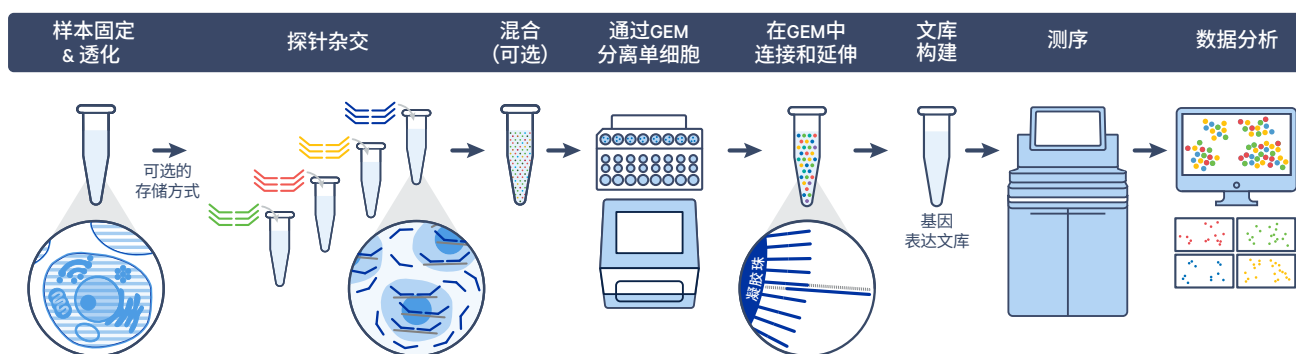 样本固定
& 透化
探针杂交
混合
(可选)
通过GEM
分离单细胞
在GEM中
连接和延伸
文库
构建
测序
数据分析
可选的
存储方式
凝胶珠
基因
表达文库